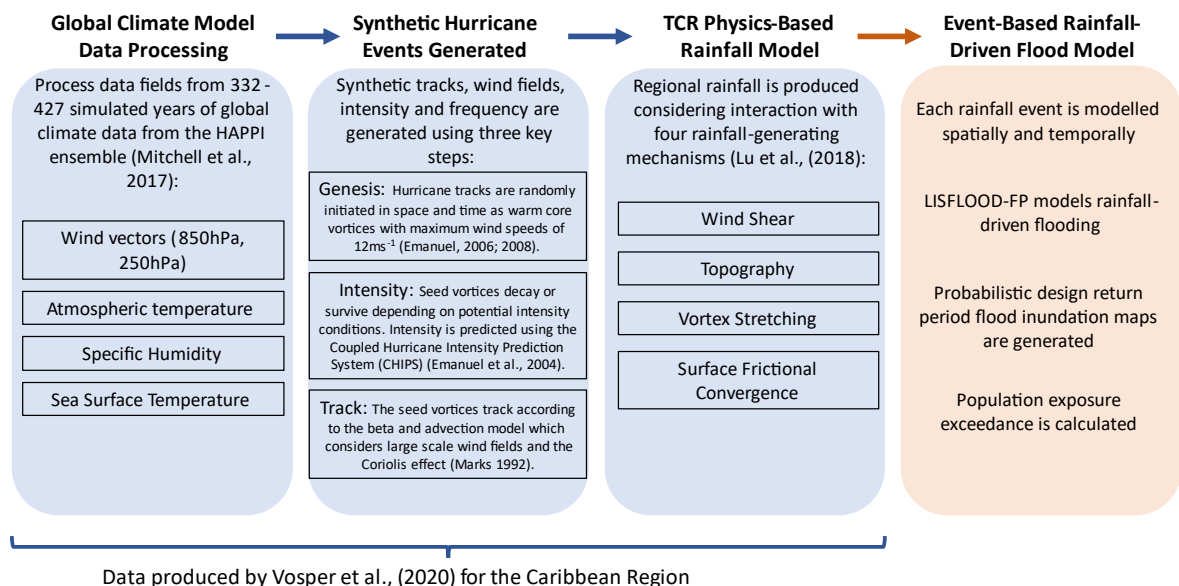 Global Climate Model
Data Processing
Process data fields from 332 -
427 simulated years of global
climate data from the HAPPI
ensemble (Mitchell et al.,
2017):
Wind vectors (850hPa,
250hPa)
Atmospheric temperature
Specific Humidity
Sea Surface Temperature
Synthetic Hurricane
Events Generated
Synthetic tracks, wind fields,
intensity and frequency are
generated using three key
steps:
Genesis: Hurricane tracks are randomly
initiated in space and time as warm core
vortices with maximum wind speeds of
12ms⁻¹ (Emanuel, 2006; 2008).
Intensity: Seed vortices decay or
survive depending on potential intensity
conditions. Intensity is predicted using the
Coupled Hurricane Intensity Prediction
System (CHIPS) (Emanuel et al., 2004).
Track: The seed vortices track according
to the beta and advection model which
considers large scale wind fields and the
Coriolis effect (Marks 1992).
TCR Physics-Based
Rainfall Model
Regional rainfall is produced
considering interaction with
four rainfall-generating
mechanisms (Lu et al., (2018):
Wind Shear
Topography
Vortex Stretching
Surface Frictional
Convergence
Event-Based Rainfall-
Driven Flood Model
Each rainfall event is modelled
spatially and temporally
LISFLOOD-FP models rainfall-
driven flooding
Probabilistic design return
period flood inundation maps
are generated
Population exposure
exceedance is calculated
Data produced by Vosper et al., (2020) for the Caribbean Region